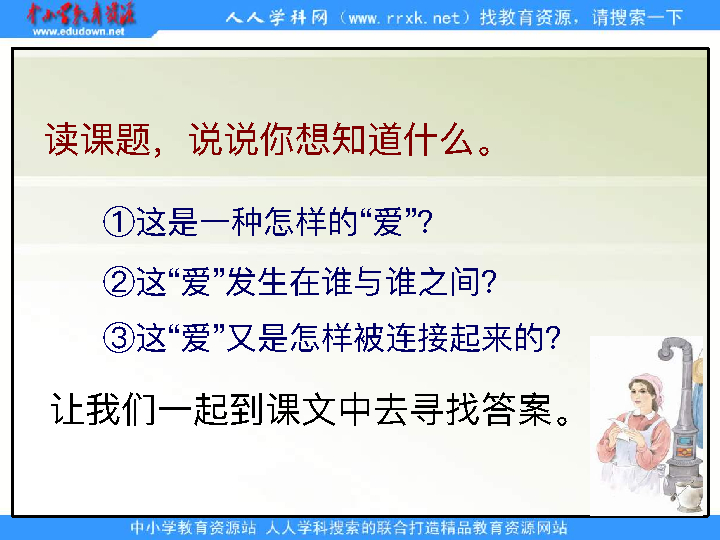 中小学教育资源
www.edudown.net
人人学科网（www.rrxk.net）找教育资源，请搜索一下
读课题，说说你想知道什么。
①这是一种怎样的“爱”？
②这“爱”发生在谁与谁之间？
③这“爱”又是怎样被连接起来的？
让我们一起到课文中去寻找答案。
中小学教育资源站 人人学科搜索的联合打造精品教育资源网站